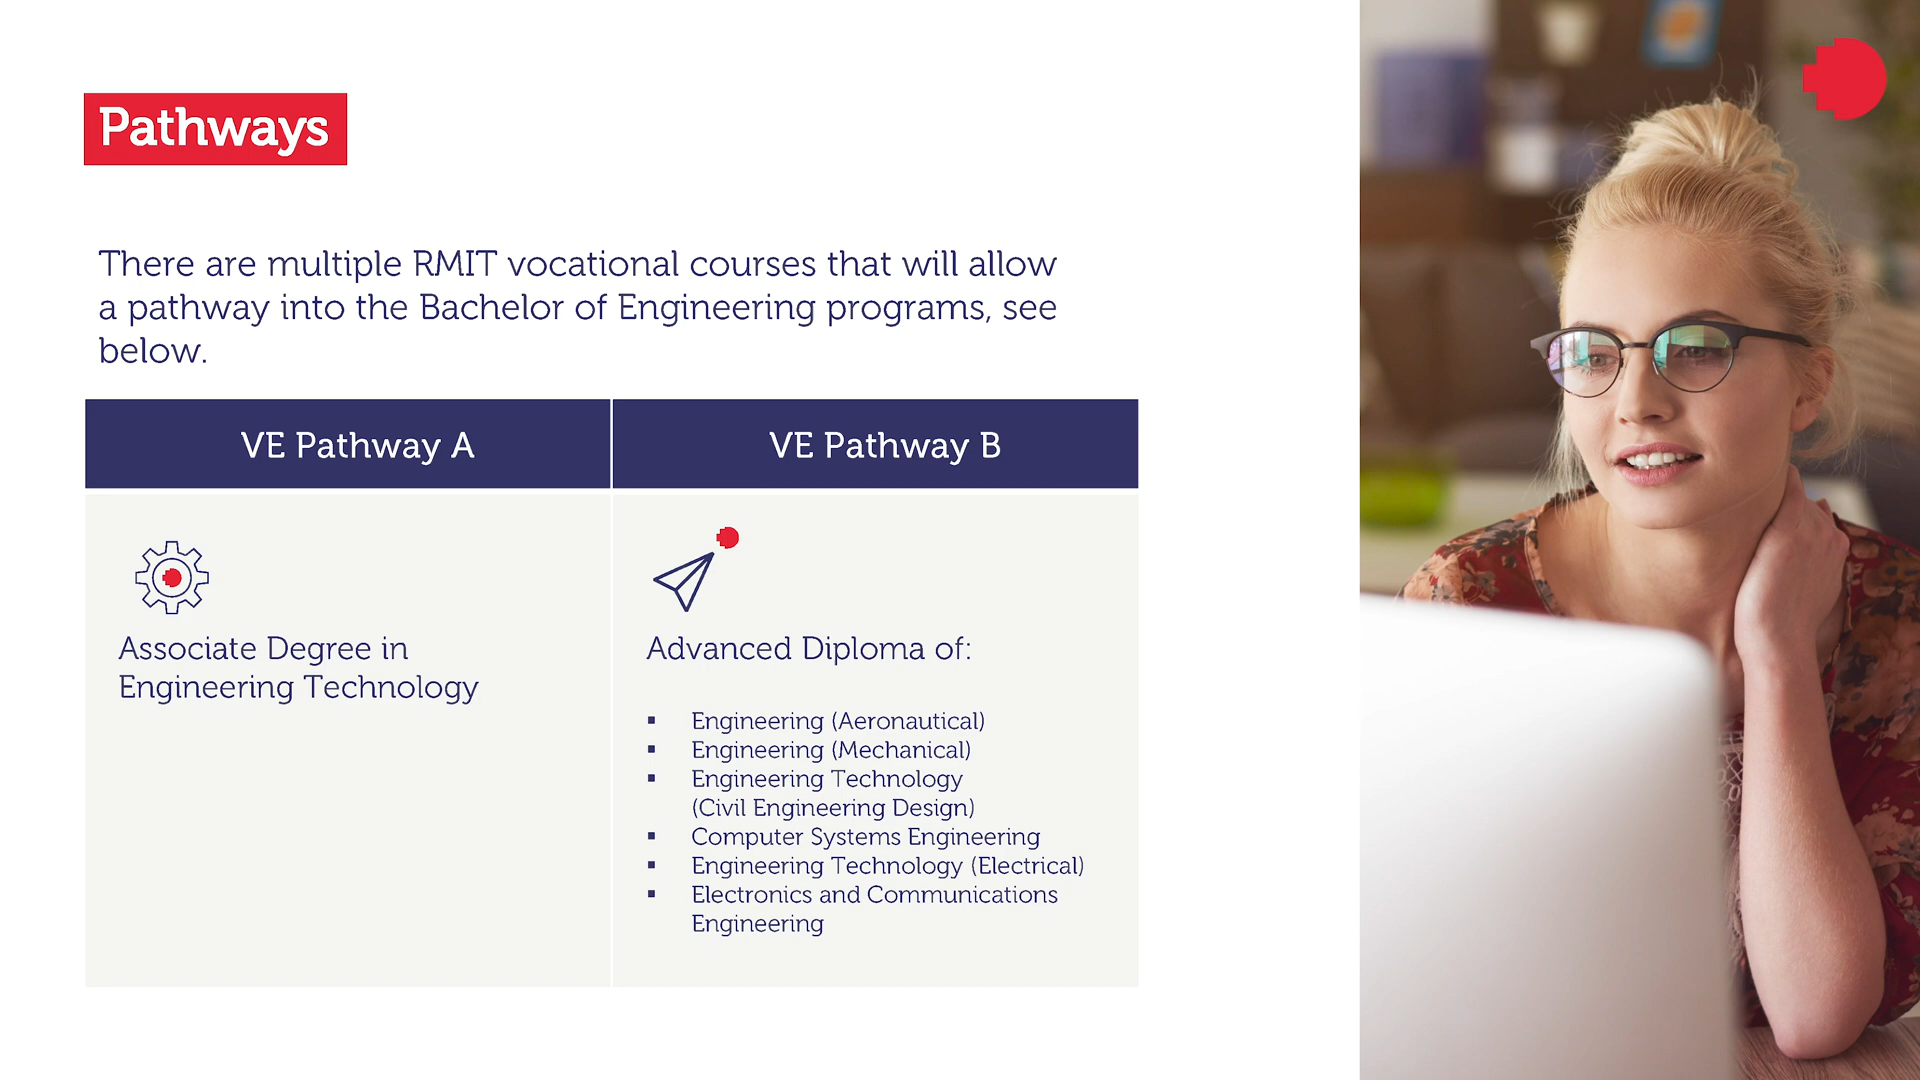 Pathways
There are multiple RMIT vocational courses that will allow
a pathway into the Bachelor of Engineering programs, see
below.
VE Pathway A
VE Pathway B
Associate Degree in
Engineering Technology
Advanced Diploma of:
▪ Engineering (Aeronautical)
▪ Engineering (Mechanical)
▪ Engineering Technology
(Civil Engineering Design)
▪ Computer Systems Engineering
▪ Engineering Technology (Electrical)
▪ Electronics and Communications
Engineering